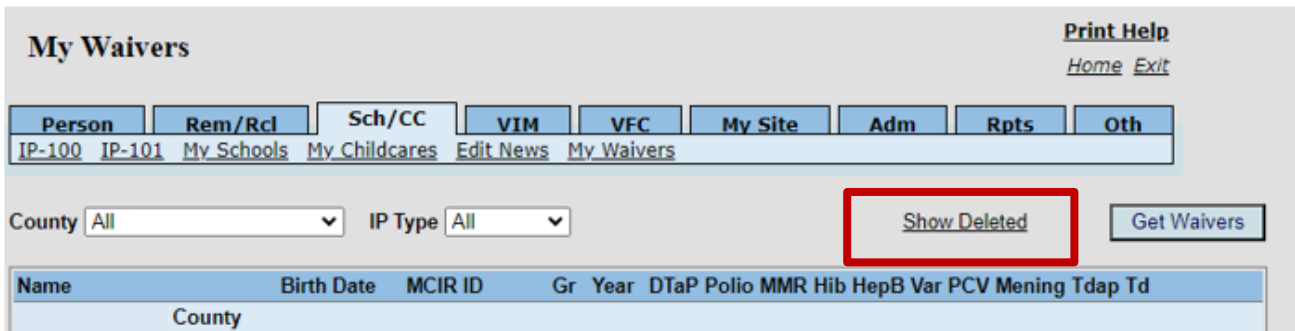 My Waivers
Print Help
Home Exit
Person Rem/Rcl Sch/CC VIM VFC My Site Adm Rpts Oth
IP-100 IP-101 My Schools My Childcares Edit News My Waivers
County All IP Type All Show Deleted Get Waivers
Name Birth Date MCIR ID Gr Year DTaP Polio MMR Hib HepB Var PCV Mening Tdap Td
County